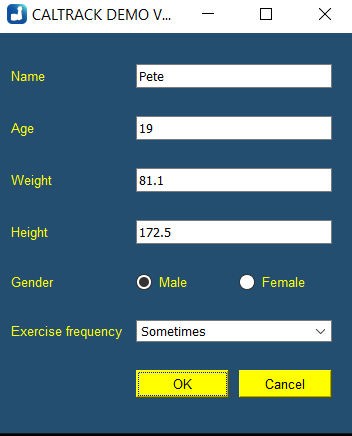 CALTRACK DEMO V...
Name Pete
Age 19
Weight 81.1
Height 172.5
Gender Male Female
Exercise frequency Sometimes
OK Cancel